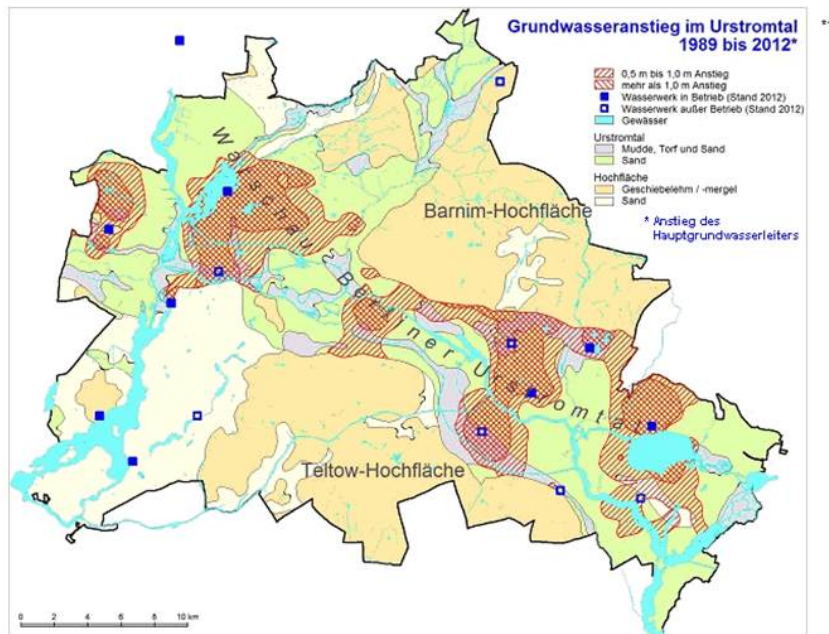 Grundwasseranstieg im Urstromtal
1989 bis 2012*
0,5 m bis 1,0 m Anstieg
mehr als 1,0 m Anstieg
Wasserwerk in Betrieb (Stand 2012)
Wasserwerk außer Betrieb (Stand 2012)
Gewässer
Urstromtal
Mudde, Torf und Sand
Sand
Hochfläche
Geschiebelehm / -mergel
Sand
* Anstieg des
Hauptgrundwasserleiters
Barnim-Hochfläche
Warschau-Berliner Urstromtal
Teltow-Hochfläche
0 2 4 6 8 10 km